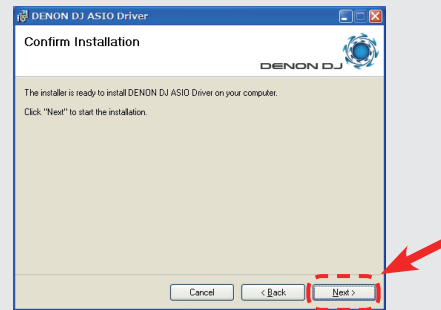 DENON DJ ASIO Driver
Confirm Installation
DENON DJ
The installer is ready to install DENON DJ ASIO Driver on your computer.
Click "Next" to start the installation.
Cancel
< Back
Next >